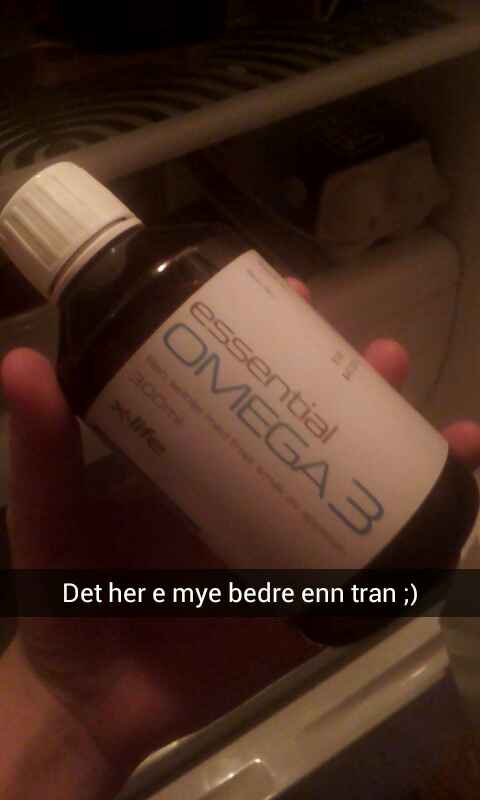 essential
OMEGA 3
300ml
x-life
Det her e mye bedre enn tran ;)